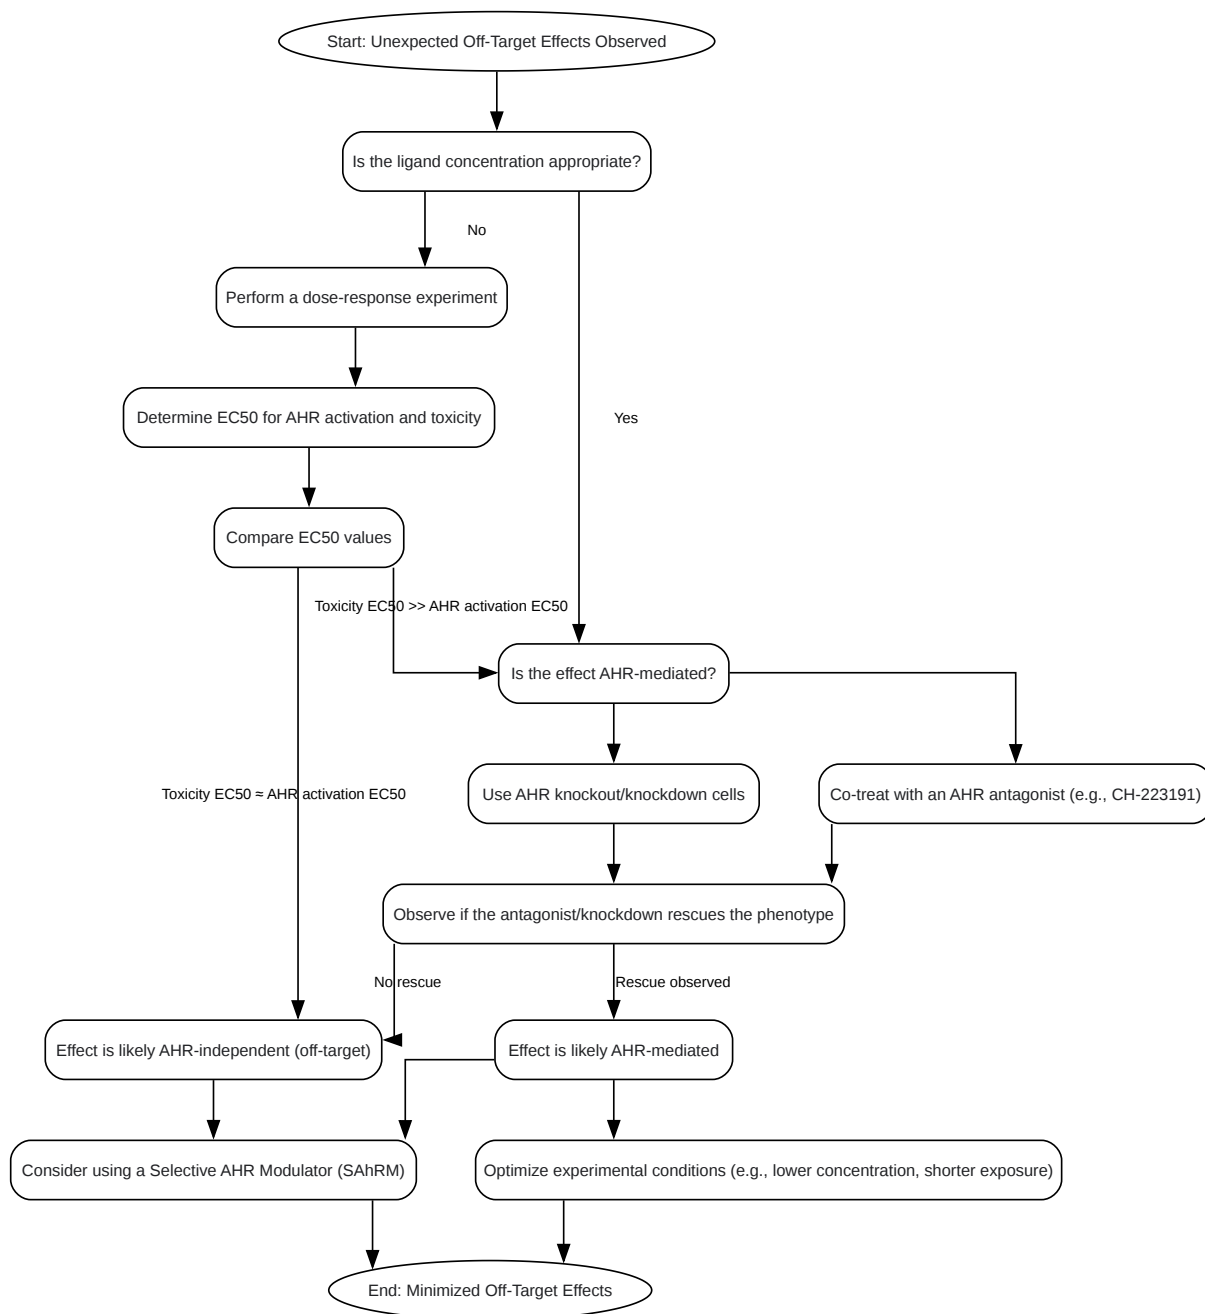 Start: Unexpected Off-Target Effects Observed
Is the ligand concentration appropriate?
No
Perform a dose-response experiment
Determine EC50 for AHR activation and toxicity
Yes
Compare EC50 values
Toxicity EC50 >> AHR activation EC50
Is the effect AHR-mediated?
Toxicity EC50 ≈ AHR activation EC50
Use AHR knockout/knockdown cells
Co-treat with an AHR antagonist (e.g., CH-223191)
Observe if the antagonist/knockdown rescues the phenotype
No rescue
Rescue observed
Effect is likely AHR-independent (off-target)
Effect is likely AHR-mediated
Consider using a Selective AHR Modulator (SAhRM)
Optimize experimental conditions (e.g., lower concentration, shorter exposure)
End: Minimized Off-Target Effects